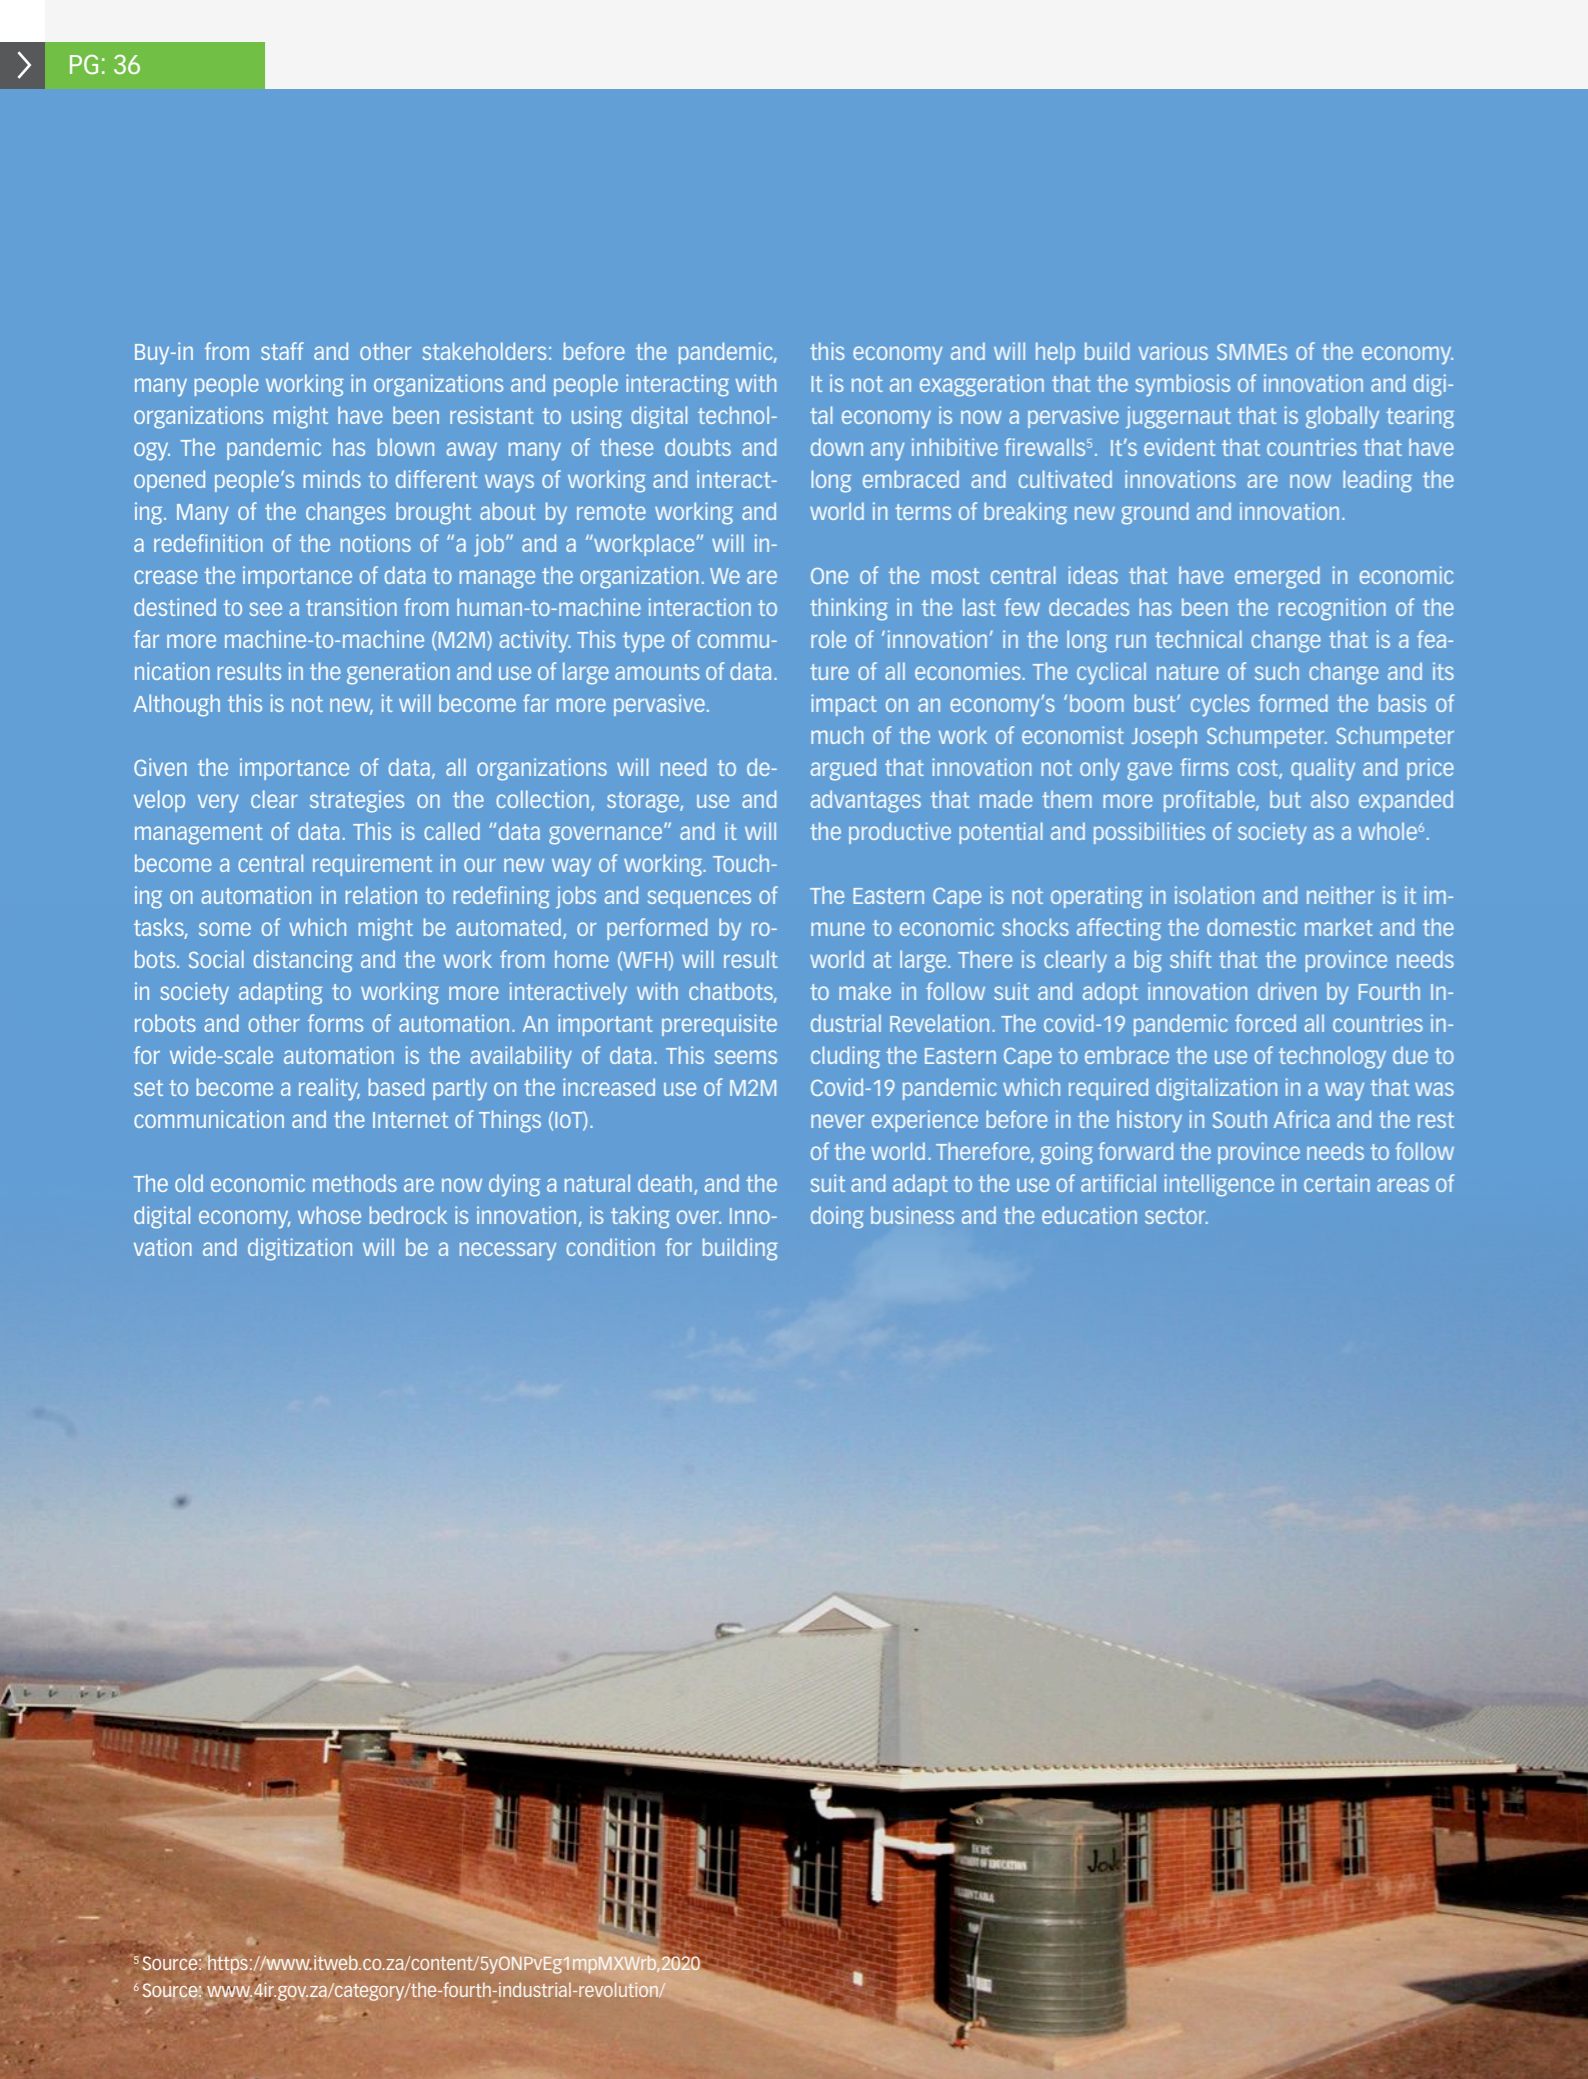 PG: 36
Buy-in from staff and other stakeholders: before the pandemic,
many people working in organizations and people interacting with
organizations might have been resistant to using digital technol-
ogy. The pandemic has blown away many of these doubts and
opened people's minds to different ways of working and interact-
ing. Many of the changes brought about by remote working and
a redefinition of the notions of "a job" and a "workplace" will in-
crease the importance of data to manage the organization. We are
destined to see a transition from human-to-machine interaction to
far more machine-to-machine (M2M) activity. This type of commu-
nication results in the generation and use of large amounts of data.
Although this is not new, it will become far more pervasive.
Given the importance of data, all organizations will need to de-
velop very clear strategies on the collection, storage, use and
management of data. This is called "data governance" and it will
become a central requirement in our new way of working. Touch-
ing on automation in relation to redefining jobs and sequences of
tasks, some of which might be automated, or performed by ro-
bots. Social distancing and the work from home (WFH) will result
in society adapting to working more interactively with chatbots,
robots and other forms of automation. An important prerequisite
for wide-scale automation is the availability of data. This seems
set to become a reality, based partly on the increased use of M2M
communication and the Internet of Things (IoT).
The old economic methods are now dying a natural death, and the
digital economy, whose bedrock is innovation, is taking over. Inno-
vation and digitization will be a necessary condition for building
this economy and will help build various SMMEs of the economy.
It is not an exaggeration that the symbiosis of innovation and digi-
tal economy is now a pervasive juggernaut that is globally tearing
down any inhibitive firewalls⁵. It's evident that countries that have
long embraced and cultivated innovations are now leading the
world in terms of breaking new ground and innovation.
One of the most central ideas that have emerged in economic
thinking in the last few decades has been the recognition of the
role of 'innovation' in the long run technical change that is a fea-
ture of all economies. The cyclical nature of such change and its
impact on an economy's 'boom bust' cycles formed the basis of
much of the work of economist Joseph Schumpeter. Schumpeter
argued that innovation not only gave firms cost, quality and price
advantages that made them more profitable, but also expanded
the productive potential and possibilities of society as a whole⁶.
The Eastern Cape is not operating in isolation and neither is it im-
mune to economic shocks affecting the domestic market and the
world at large. There is clearly a big shift that the province needs
to make in follow suit and adopt innovation driven by Fourth In-
dustrial Revelation. The covid-19 pandemic forced all countries in-
cluding the Eastern Cape to embrace the use of technology due to
Covid-19 pandemic which required digitalization in a way that was
never experience before in the history in South Africa and the rest
of the world. Therefore, going forward the province needs to follow
suit and adapt to the use of artificial intelligence in certain areas of
doing business and the education sector.
ECDC
OF EDUCATION
⁵ Source: https://www.itweb.co.za/content/5yONPvEg1mpMXWrb,2020
⁶ Source: www.4ir.gov.za/category/the-fourth-industrial-revolution/